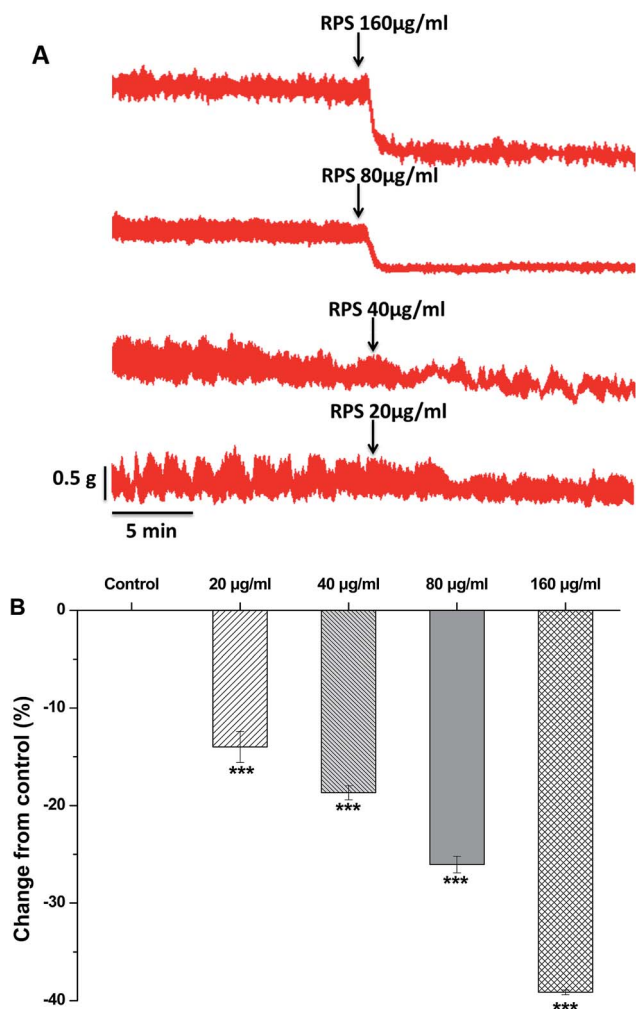 A
RPS 160µg/ml
RPS 80µg/ml
RPS 40µg/ml
RPS 20µg/ml
0.5 g
5 min
B
Control 20 µg/ml 40 µg/ml 80 µg/ml 160 µg/ml
Change from control (%)
0
-10
-20
-30
-40
***
***
***
***